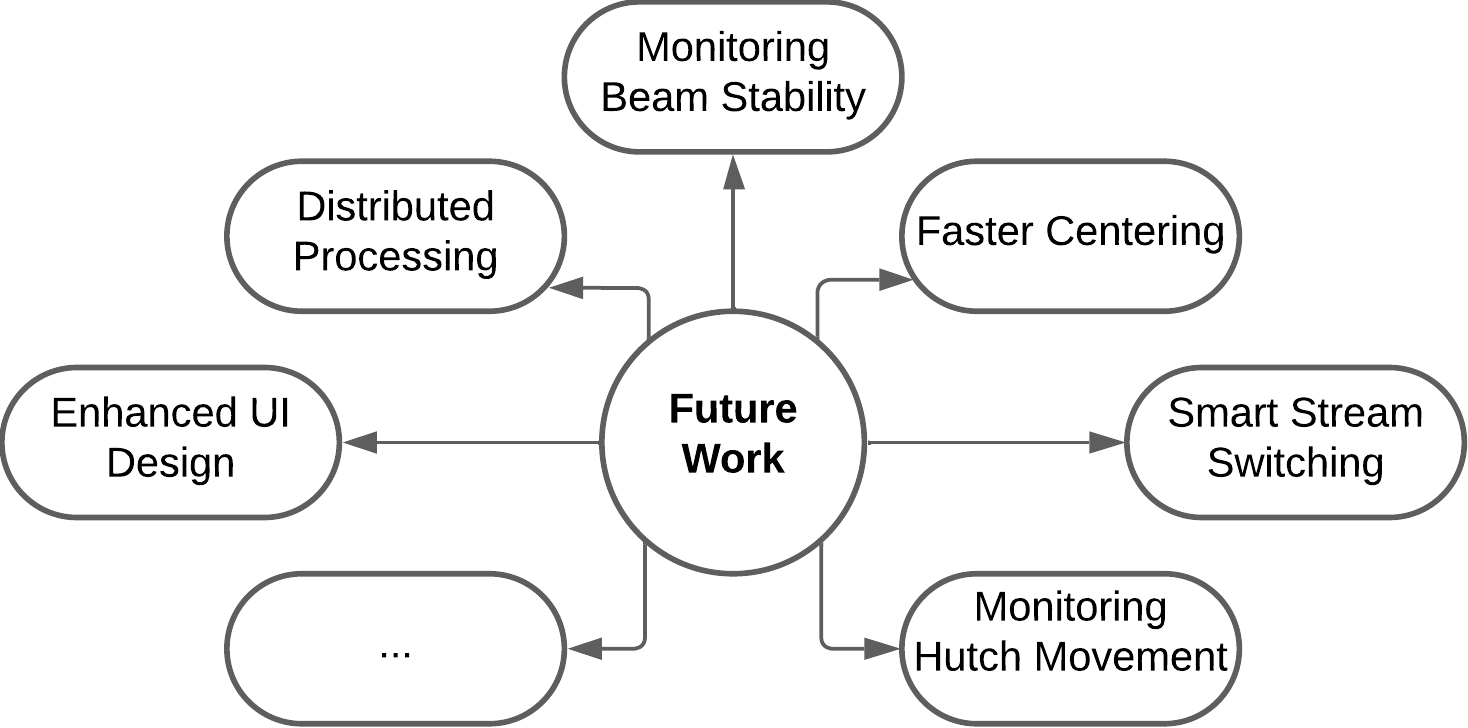 Monitoring
Beam Stability
Distributed
Processing
Faster Centering
Enhanced UI
Design
Future
Work
Smart Stream
Switching
...
Monitoring
Hutch Movement